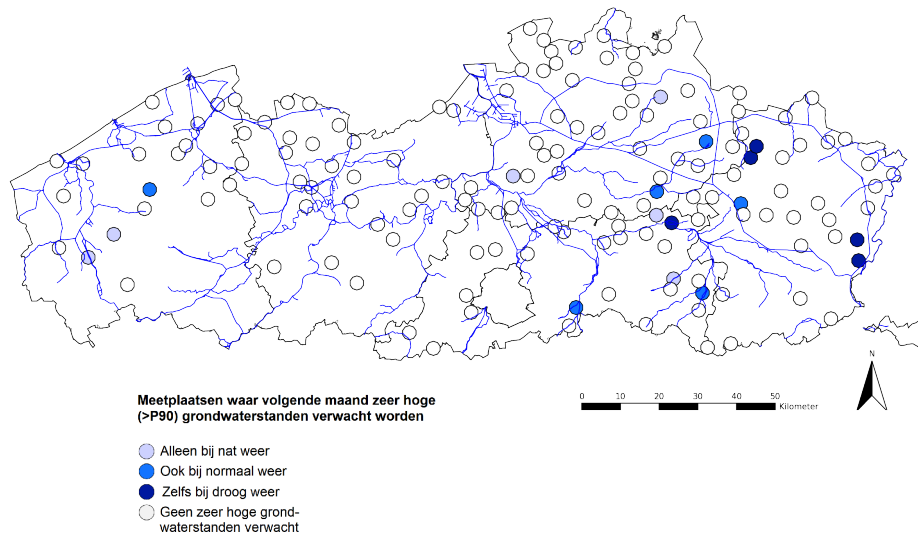 N
0 10 20 30 40 50
Kilometer
Meetplaatsen waar volgende maand zeer hoge
(>P90) grondwaterstanden verwacht worden
Alleen bij nat weer
Ook bij normaal weer
Zelfs bij droog weer
Geen zeer hoge grond-
waterstanden verwacht